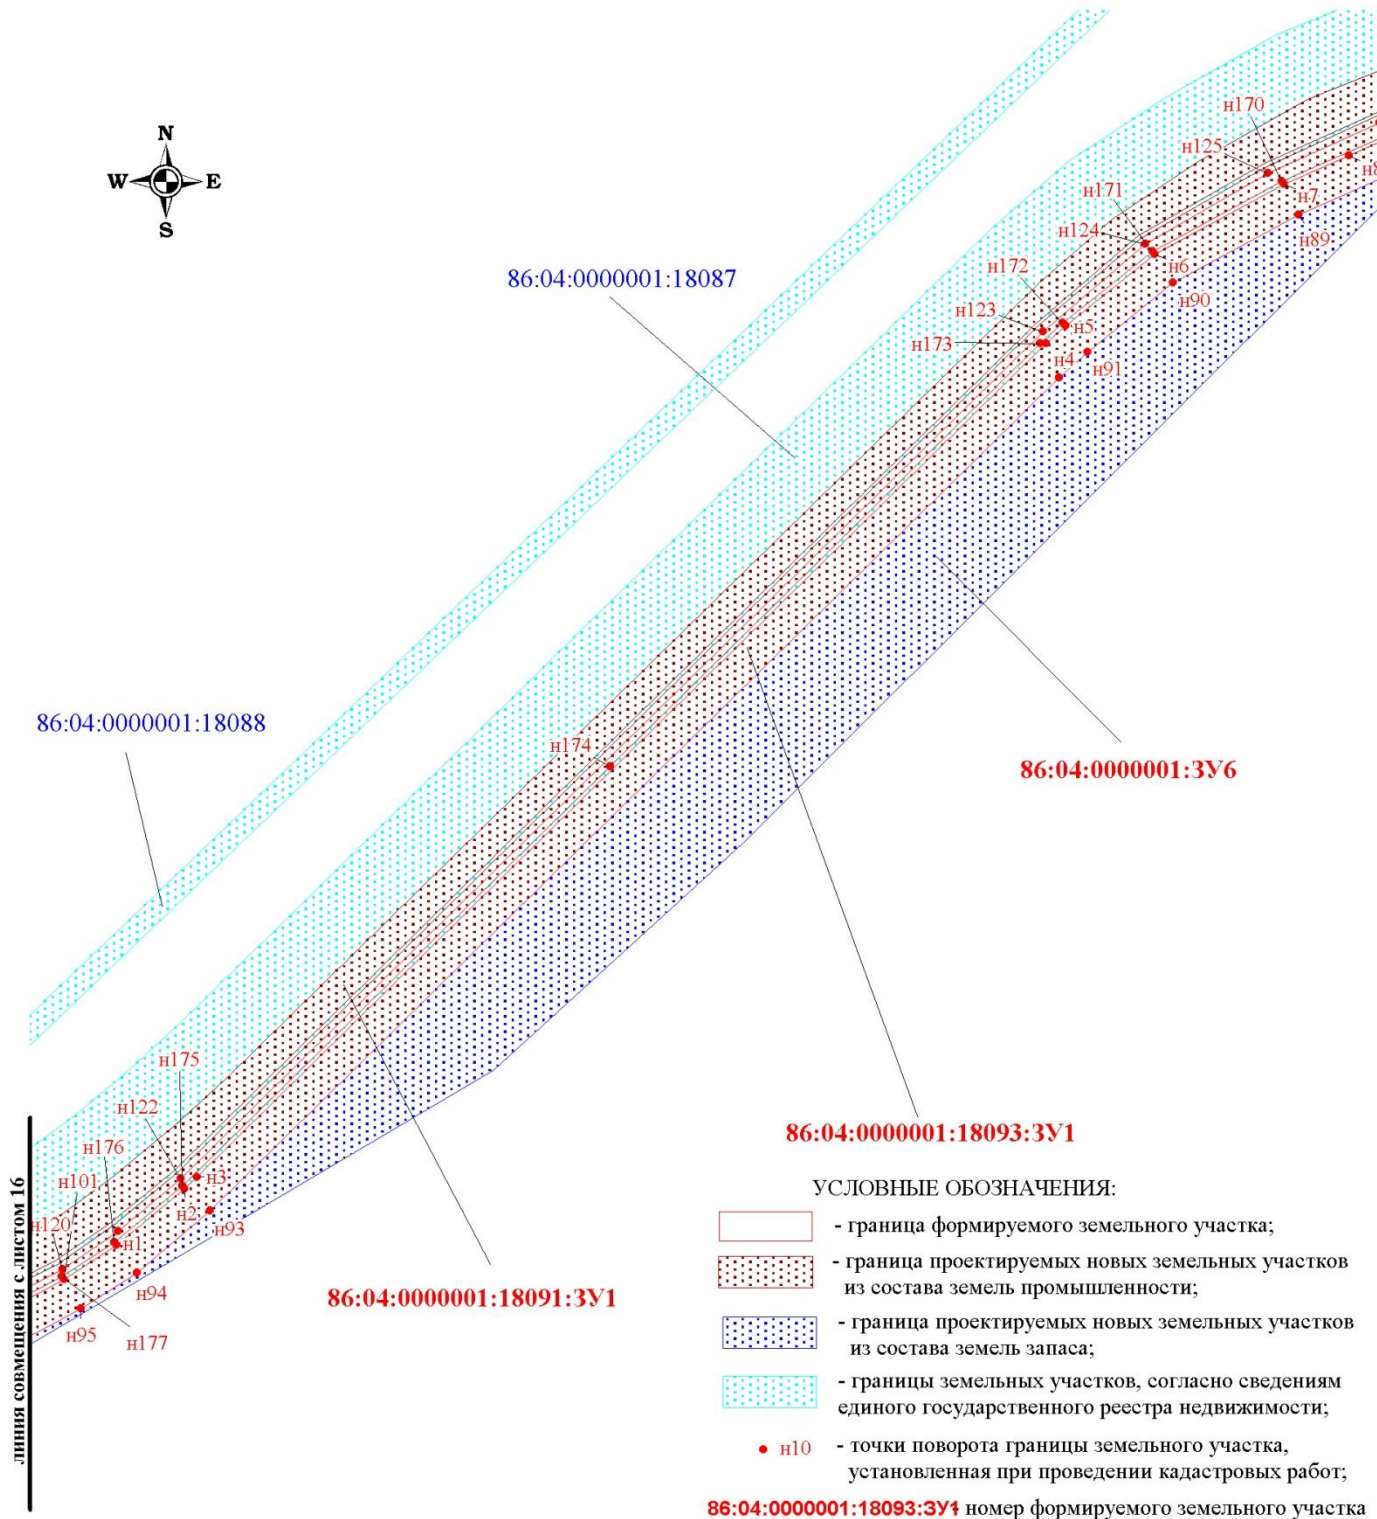 н170
н125
н8
н171
н7
N
W E
S
н124
н89
н172
н6
86:04:0000001:18087
н90
н123
н5
н173
н4
н91
86:04:0000001:18088
н174
86:04:0000001:ЗУ6
н175
н122
86:04:0000001:18093:ЗУ1
н176
н101
н3
линия совмещения с листом 16
н120
н2
н93
н1
н94
86:04:0000001:18091:ЗУ1
н95
н177
УСЛОВНЫЕ ОБОЗНАЧЕНИЯ:
- граница формируемого земельного участка;
- граница проектируемых новых земельных участков
из состава земель промышленности;
- граница проектируемых новых земельных участков
из состава земель запаса;
- границы земельных участков, согласно сведениям
единого государственного реестра недвижимости;
н10 - точки поворота границы земельного участка,
установленная при проведении кадастровых работ;
86:04:0000001:18093:ЗУ1 - номер формируемого земельного участка